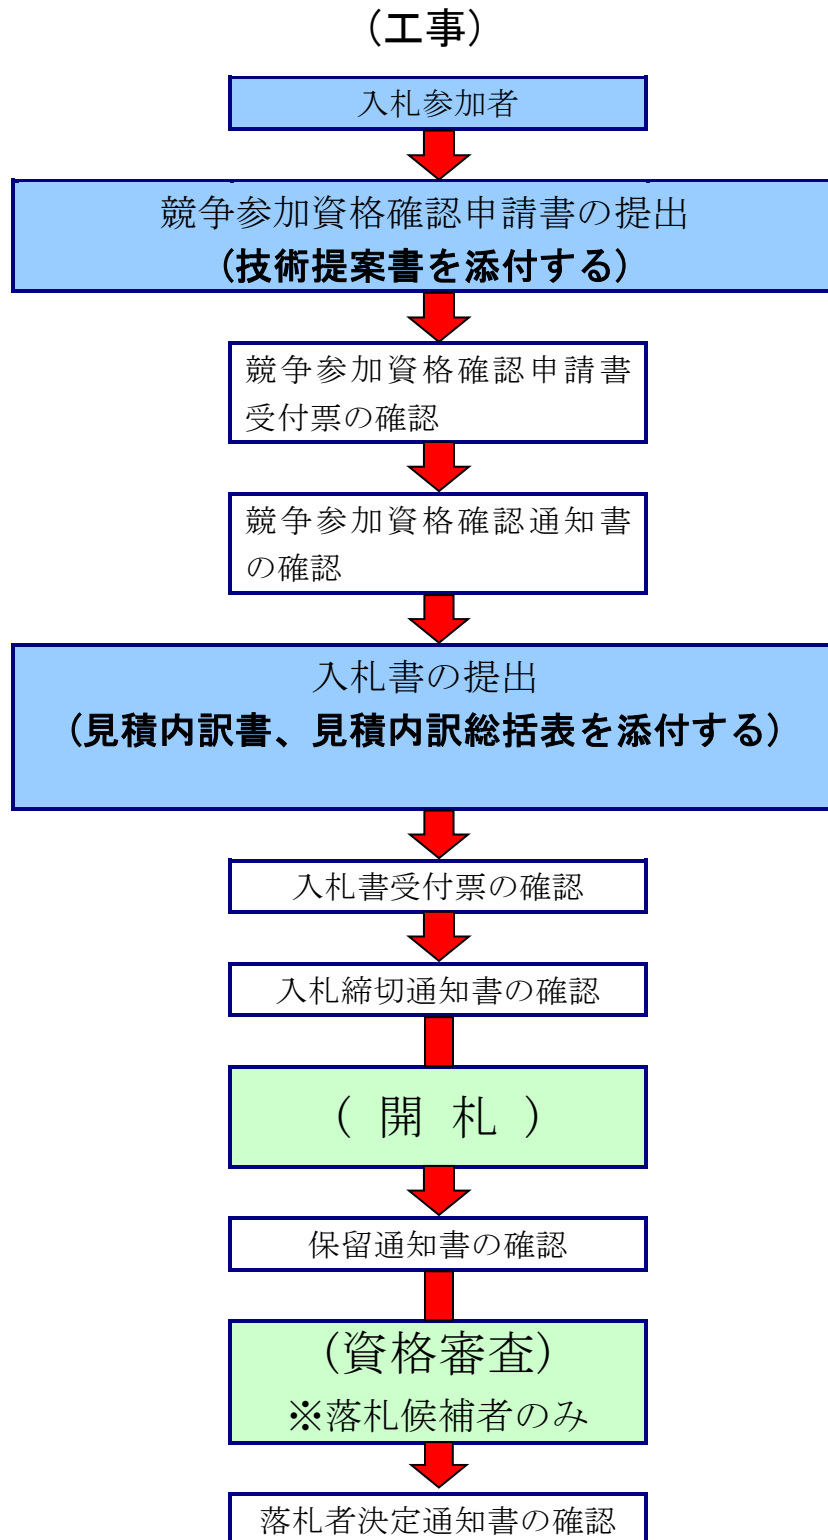 (工事)
入札参加者
競争参加資格確認申請書の提出
(技術提案書を添付する)
競争参加資格確認申請書
受付票の確認
競争参加資格確認通知書
の確認
入札書の提出
(見積内訳書、見積内訳総括表を添付する)
入札書受付票の確認
入札締切通知書の確認
( 開 札 )
保留通知書の確認
(資格審査)
※落札候補者のみ
落札者決定通知書の確認